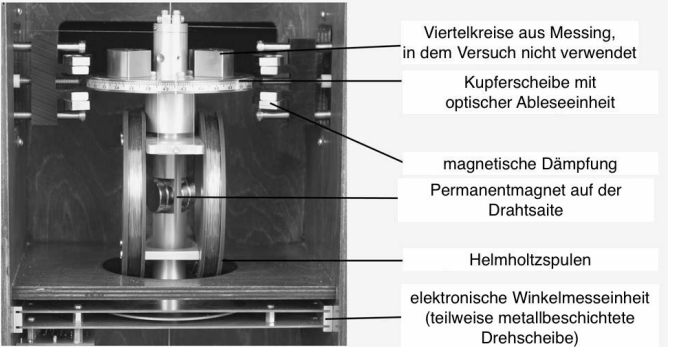 Viertelkreise aus Messing,
in dem Versuch nicht verwendet
Kupferscheibe mit
optischer Ableseeinheit
magnetische Dämpfung
Permanentmagnet auf der
Drahtsaite
Helmholtzspulen
elektronische Winkelmesseinheit
(teilweise metallbeschichtete
Drehscheibe)